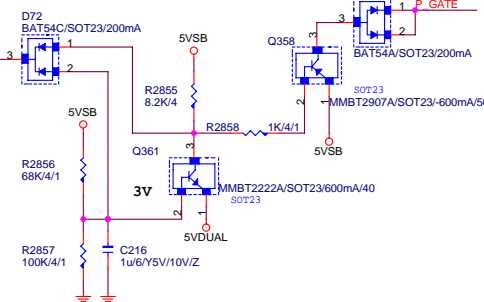 D72
BAT54C/SOT23/200mA
3
1
2
5VSB
R2855
8.2K/4
Q358
3
2
1
1
3
2
P_GATE
BAT54A/SOT23/200mA
SOT23
MMBT2907A/SOT23/-600mA/5
5VSB
R2858
1K/4/1
5VSB
R2856
68K/4/1
3V
Q361
3
2
1
MMBT2222A/SOT23/600mA/40
SOT23
5VDUAL
R2857
100K/4/1
C216
1u/6/Y5V/10V/Z